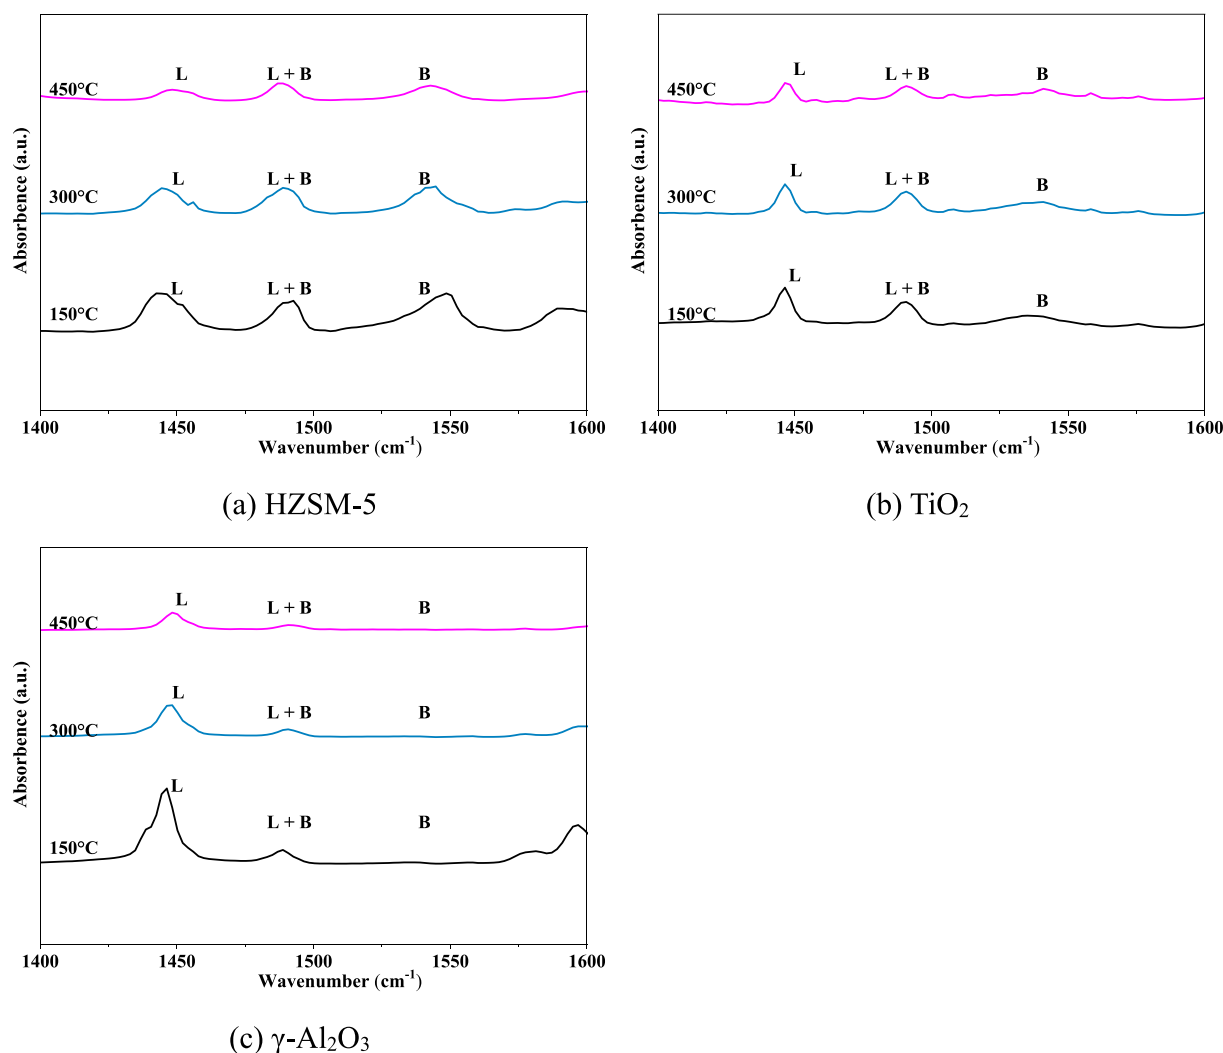 L
L + B
B
450°C
L
L + B
B
300°C
L
L + B
B
150°C
Absorbence (a.u.)
1400
1450
1500
1550
1600
Wavenumber (cm⁻¹)
(a) HZSM-5
L
L + B
B
450°C
L
L + B
B
300°C
L
L + B
B
150°C
Absorbence (a.u.)
1400
1450
1500
1550
1600
Wavenumber (cm⁻¹)
(b) TiO₂
L
L + B
B
450°C
L
L + B
B
300°C
L
L + B
B
150°C
Absorbence (a.u.)
1400
1450
1500
1550
1600
Wavenumber (cm⁻¹)
(c) γ-Al₂O₃